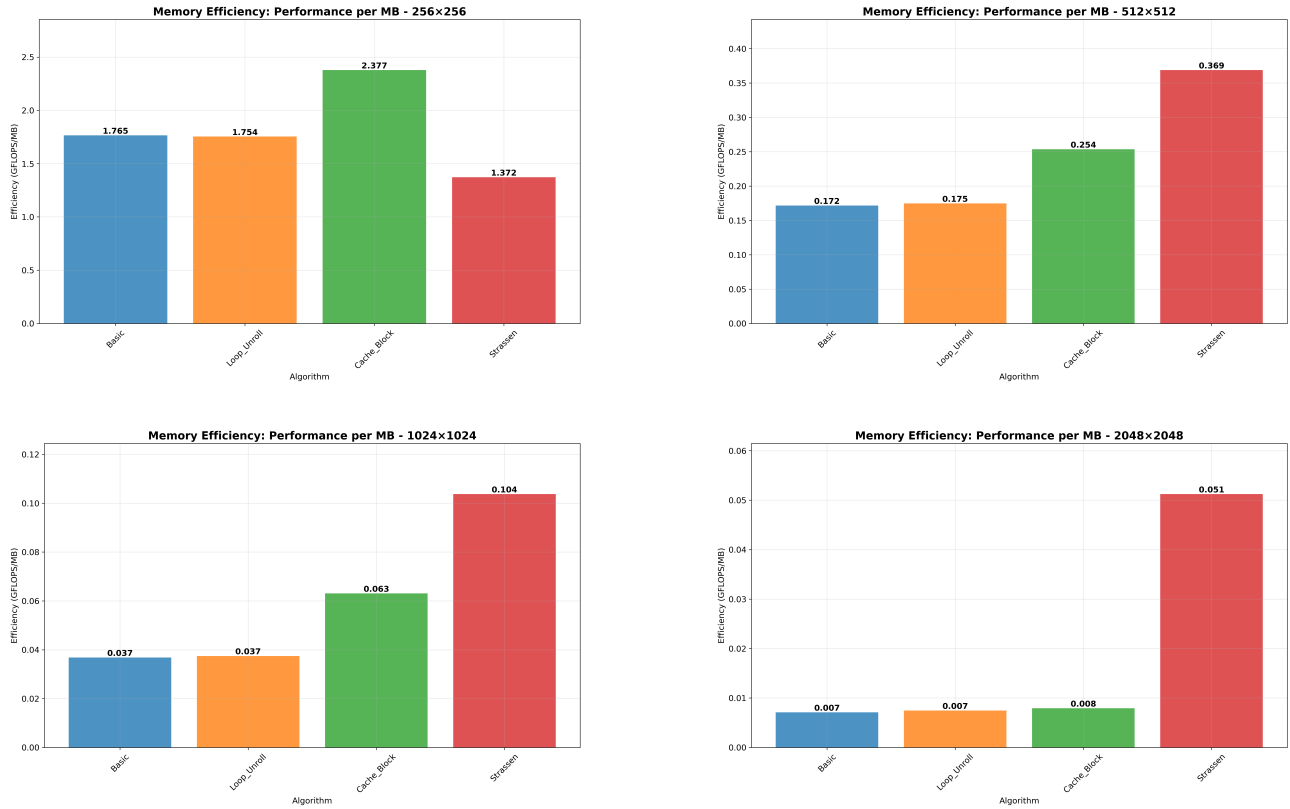 Memory Efficiency: Performance per MB - 256×256
Efficiency (GFLOPS/MB)
2.5
2.0
1.5
1.0
0.5
0.0
1.765
1.754
2.377
1.372
Basic
Loop_Unroll
Cache_Block
Strassen
Algorithm
Memory Efficiency: Performance per MB - 512×512
Efficiency (GFLOPS/MB)
0.40
0.35
0.30
0.25
0.20
0.15
0.10
0.05
0.00
0.172
0.175
0.254
0.369
Basic
Loop_Unroll
Cache_Block
Strassen
Algorithm
Memory Efficiency: Performance per MB - 1024×1024
Efficiency (GFLOPS/MB)
0.12
0.10
0.08
0.06
0.04
0.02
0.00
0.037
0.037
0.063
0.104
Basic
Loop_Unroll
Cache_Block
Strassen
Algorithm
Memory Efficiency: Performance per MB - 2048×2048
Efficiency (GFLOPS/MB)
0.06
0.05
0.04
0.03
0.02
0.01
0.00
0.007
0.007
0.008
0.051
Basic
Loop_Unroll
Cache_Block
Strassen
Algorithm